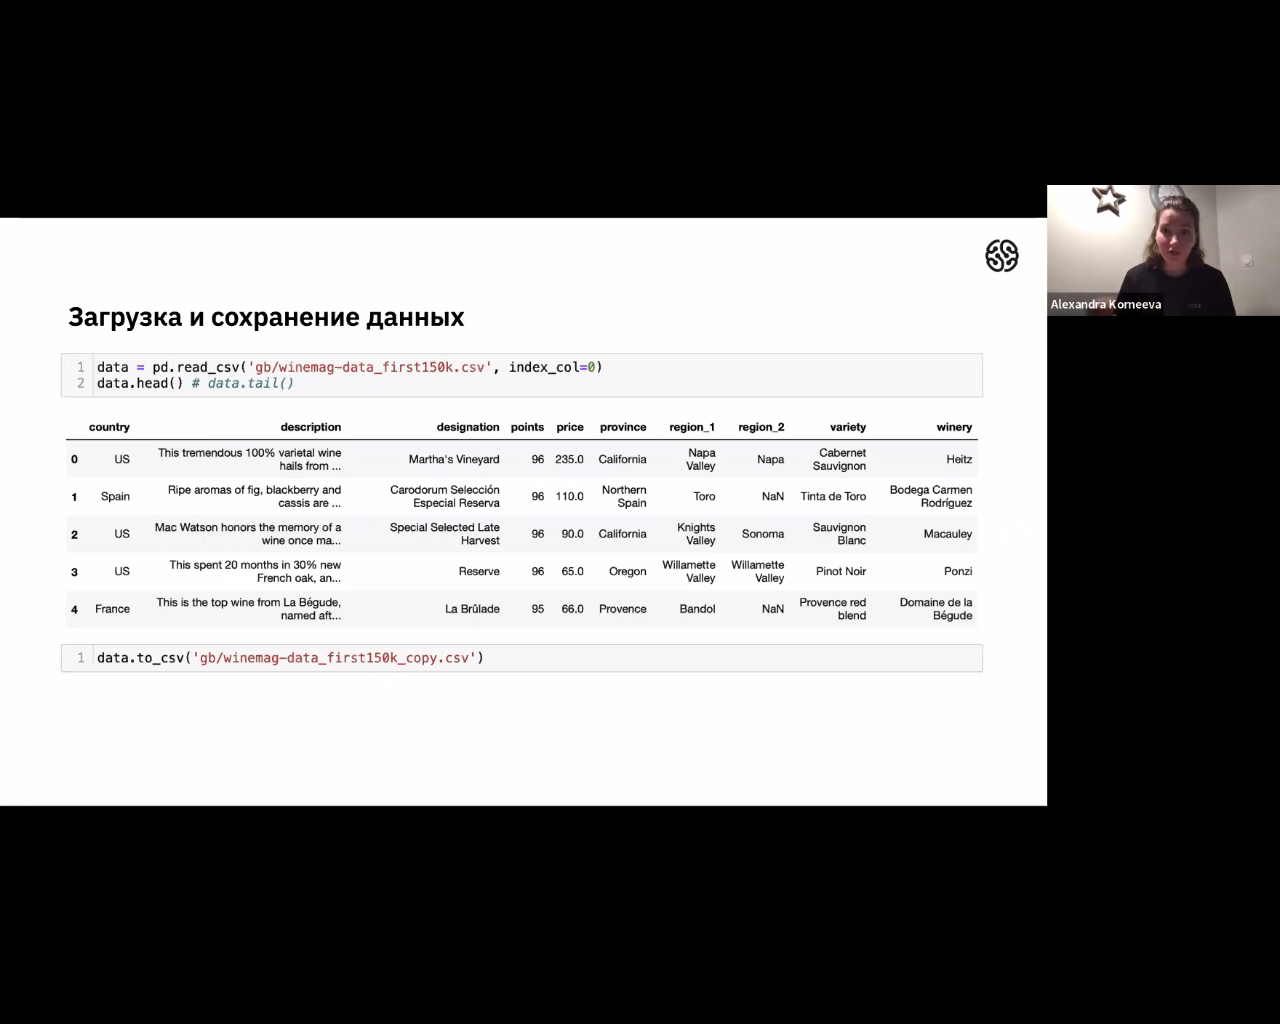 Загрузка и сохранение данных
1 data = pd.read_csv('gb/winemag-data_first150k.csv', index_col=0)
2 data.head() # data.tail()
country description designation points price province region_1 region_2 variety winery
0 US This tremendous 100% varietal wine hails from ... Martha's Vineyard 96 235.0 California Napa Valley Napa Cabernet Sauvignon Heitz
1 Spain Ripe aromas of fig, blackberry and cassis are ... Carodorum Selección Especial Reserva 96 110.0 Northern Spain Toro NaN Tinta de Toro Bodega Carmen Rodríguez
2 US Mac Watson honors the memory of a wine once ma... Special Selected Late Harvest 96 90.0 California Knights Valley Sonoma Sauvignon Blanc Macauley
3 US This spent 20 months in 30% new French oak, an... Reserve 96 65.0 Oregon Willamette Valley Willamette Valley Pinot Noir Ponzi
4 France This is the top wine from La Bégude, named aft... La Brûlade 95 66.0 Provence Bandol NaN Provence red blend Domaine de la Bégude
1 data.to_csv('gb/winemag-data_first150k_copy.csv')
Alexandra Korneeva